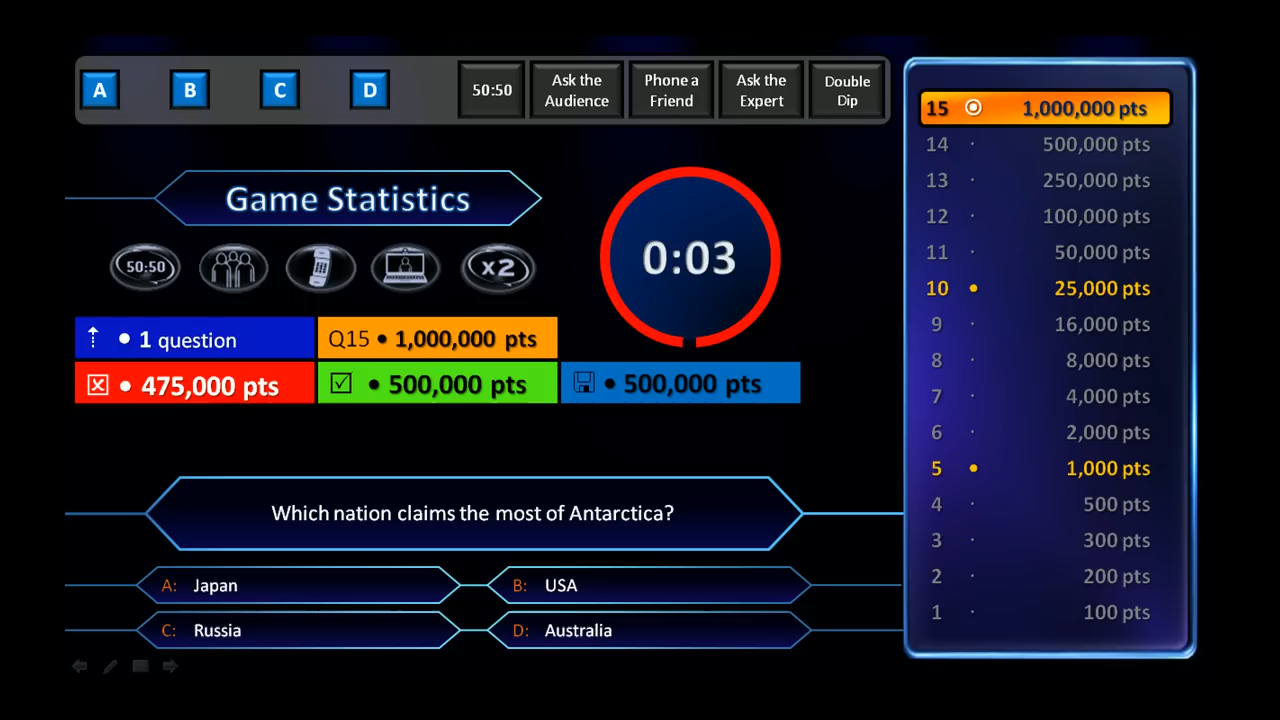 A B C D 50:50 Ask the Audience Phone a Friend Ask the Expert Double Dip
Game Statistics
50:50 x2
0:03
• 1 question
Q15 • 1,000,000 pts
• 475,000 pts
• 500,000 pts
• 500,000 pts
Which nation claims the most of Antarctica?
A: Japan
B: USA
C: Russia
D: Australia
15 1,000,000 pts
14 · 500,000 pts
13 · 250,000 pts
12 · 100,000 pts
11 · 50,000 pts
10 • 25,000 pts
9 · 16,000 pts
8 · 8,000 pts
7 · 4,000 pts
6 · 2,000 pts
5 • 1,000 pts
4 · 500 pts
3 · 300 pts
2 · 200 pts
1 · 100 pts